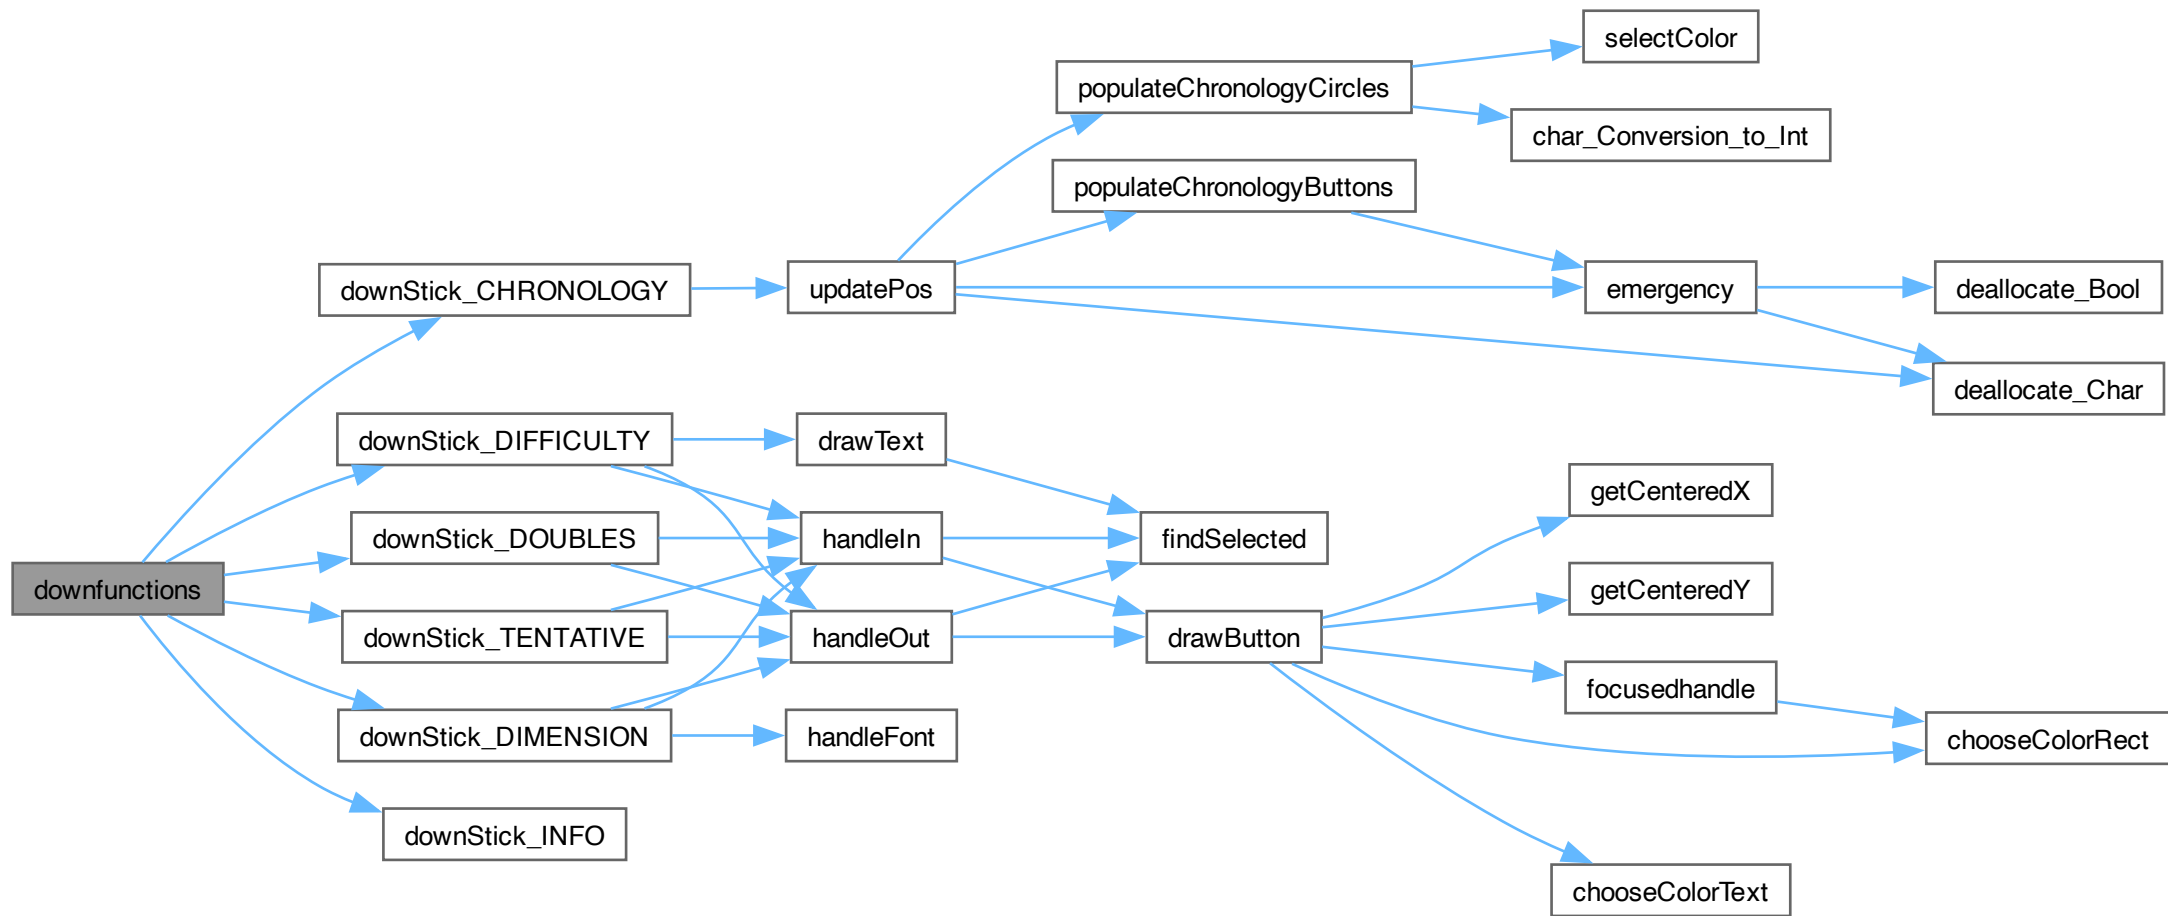 selectColor
populateChronologyCircles
char_Conversion_to_Int
populateChronologyButtons
downStick_CHRONOLOGY
updatePos
emergency
deallocate_Bool
deallocate_Char
downStick_DIFFICULTY
drawText
getCenteredX
downStick_DOUBLES
handleIn
findSelected
downfunctions
getCenteredY
downStick_TENTATIVE
handleOut
drawButton
focusedhandle
downStick_DIMENSION
handleFont
chooseColorRect
downStick_INFO
chooseColorText